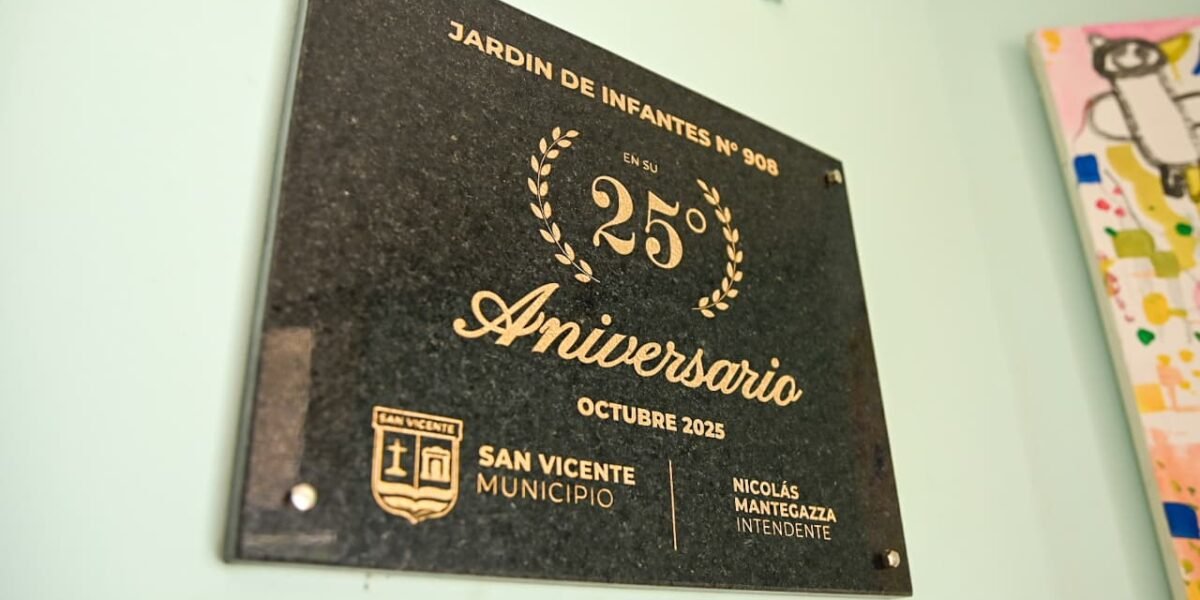 JARDIN DE INFANTES N° 908
EN SU
25°
Aniversario
OCTUBRE 2025
SAN VICENTE
SAN VICENTE
MUNICIPIO
NICOLÁS
MANTEGAZZA
INTENDENTE